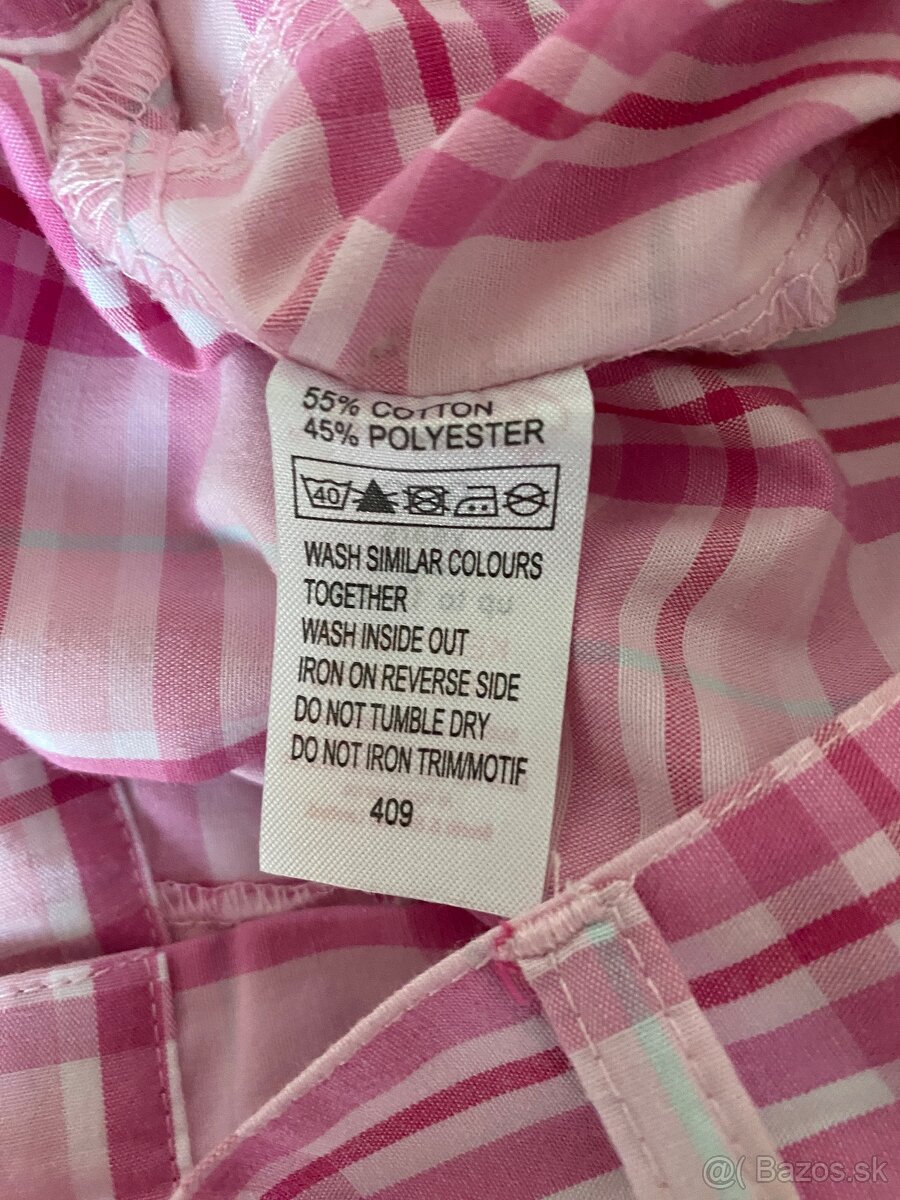 55% COTTON
45% POLYESTER
40
WASH SIMILAR COLOURS
TOGETHER
WASH INSIDE OUT
IRON ON REVERSE SIDE
DO NOT TUMBLE DRY
DO NOT IRON TRIM/MOTIF
409
@( Bazos.sk